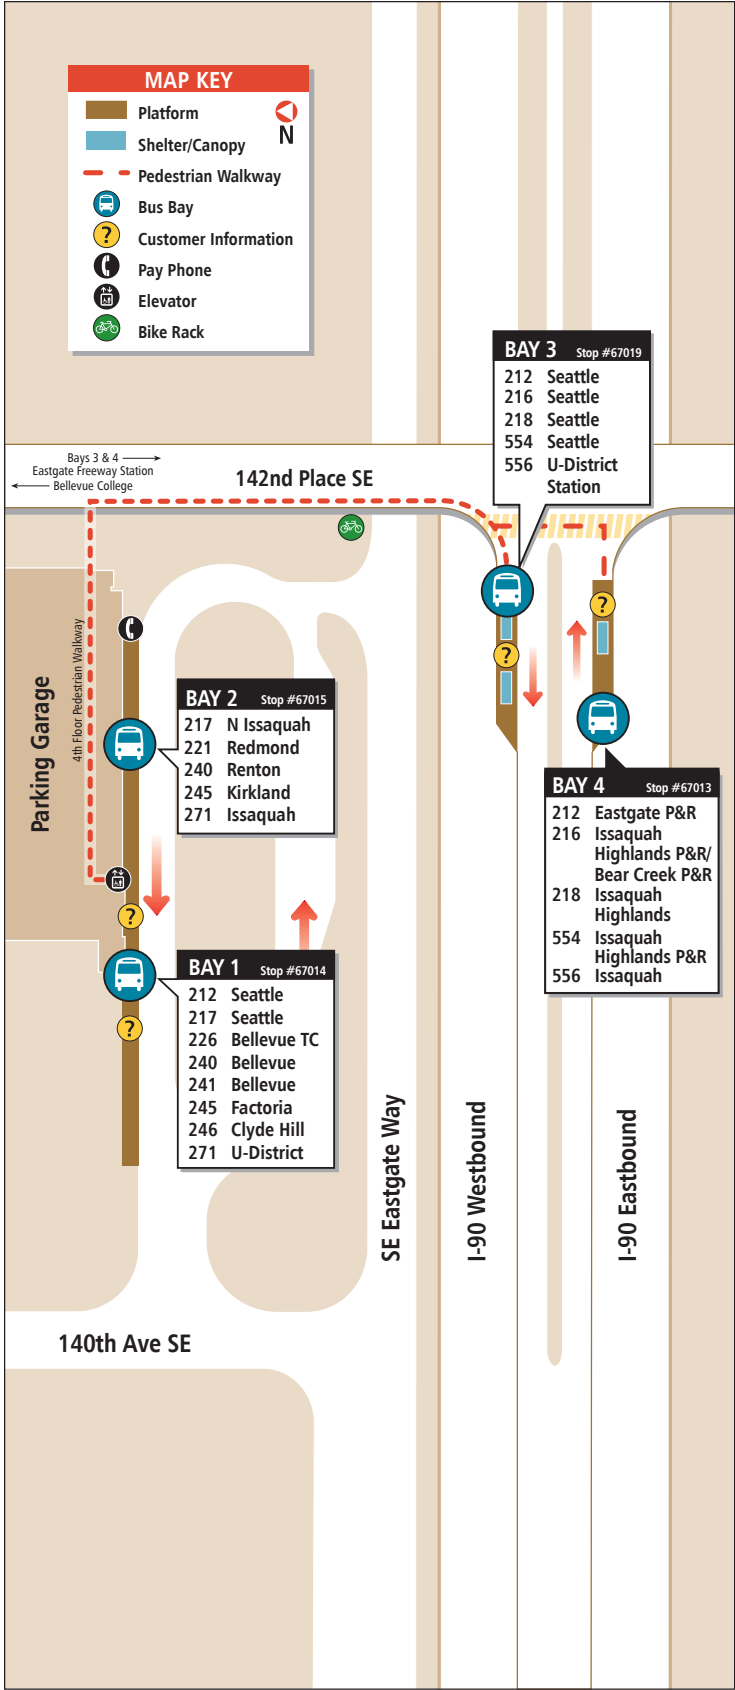 MAP KEY
Platform
Shelter/Canopy
N
Pedestrian Walkway
Bus Bay
? Customer Information
Pay Phone
Elevator
Bike Rack
BAY 3 Stop #67019
212 Seattle
216 Seattle
218 Seattle
554 Seattle
556 U-District
Station
Bays 3 & 4
Eastgate Freeway Station
Bellevue College
142nd Place SE
?
?
4th Floor Pedestrian Walkway
Parking Garage
BAY 2 Stop #67015
217 N Issaquah
221 Redmond
240 Renton
245 Kirkland
271 Issaquah
BAY 4 Stop #67013
212 Eastgate P&R
216 Issaquah
Highlands P&R/
Bear Creek P&R
218 Issaquah
Highlands
554 Issaquah
Highlands P&R
556 Issaquah
?
BAY 1 Stop #67014
212 Seattle
217 Seattle
226 Bellevue TC
240 Bellevue
241 Bellevue
245 Factoria
246 Clyde Hill
271 U-District
?
SE Eastgate Way
I-90 Westbound
I-90 Eastbound
140th Ave SE